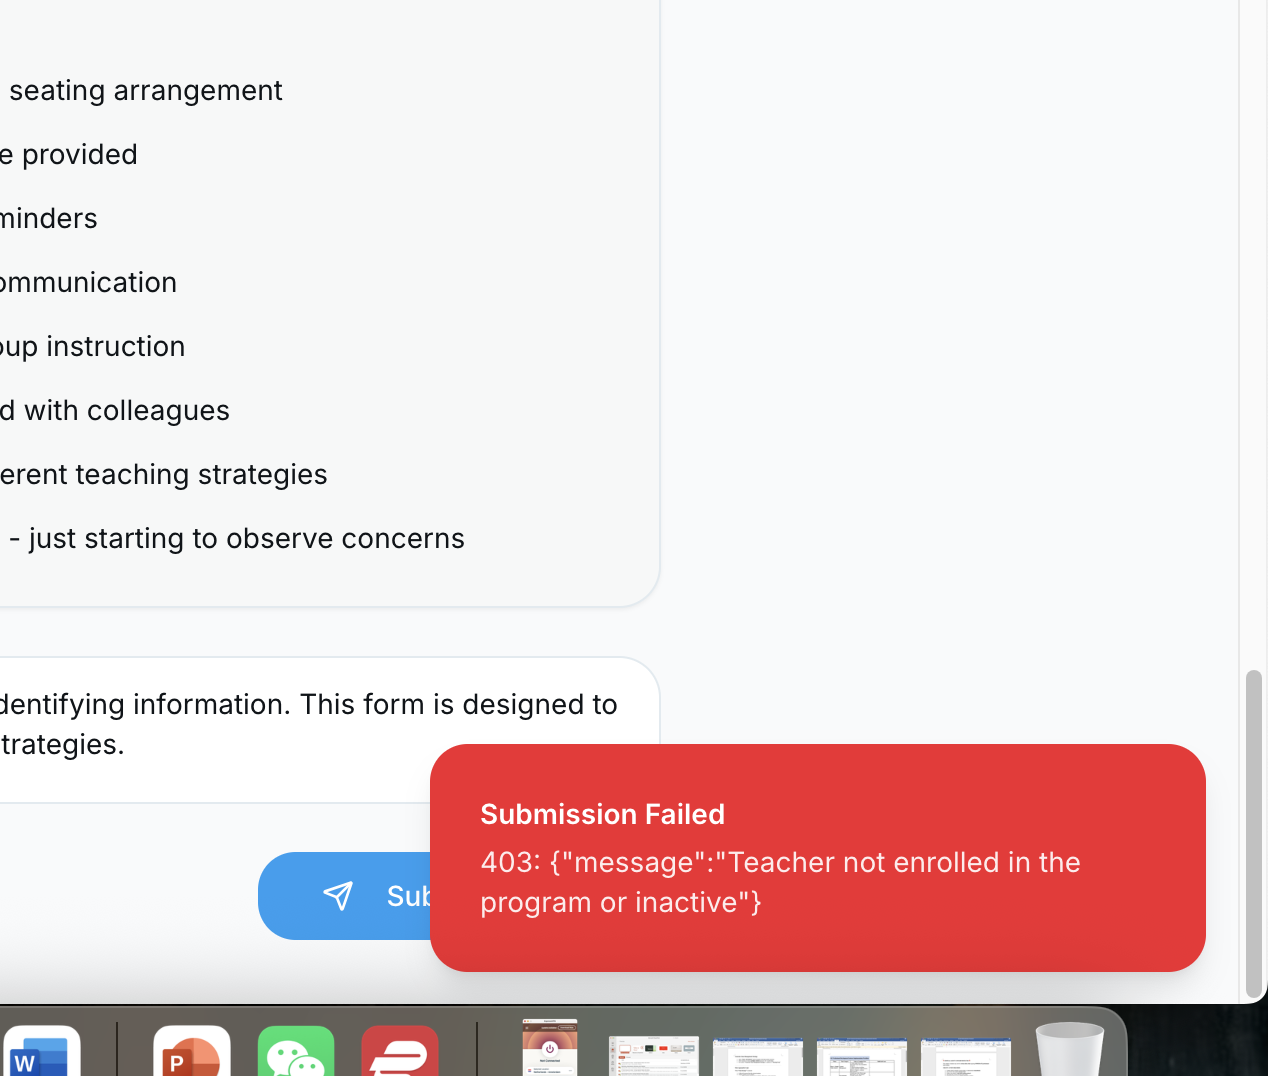 seating arrangement
e provided
minders
ommunication
oup instruction
d with colleagues
erent teaching strategies
- just starting to observe concerns
dentifying information. This form is designed to
trategies.
Submission Failed
403: {"message":"Teacher not enrolled in the
program or inactive"}
Sub
W
P